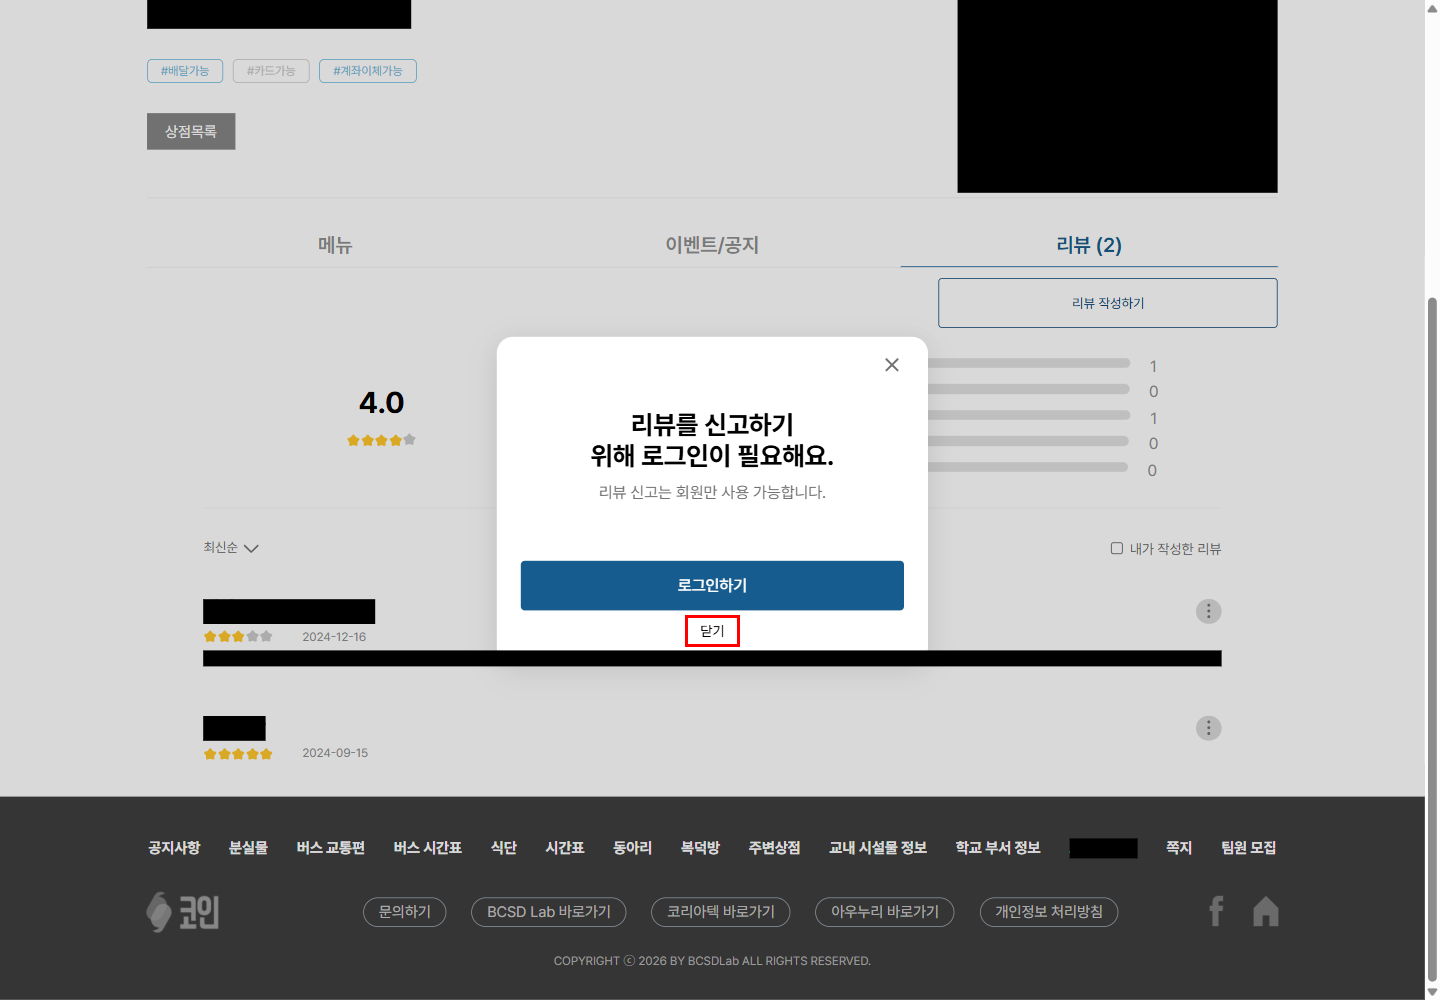 #배달가능 #카드가능 #계좌이체가능
상점목록
메뉴 이벤트/공지 리뷰 (2)
리뷰 작성하기
4.0
1
0
1
0
0
리뷰를 신고하기
위해 로그인이 필요해요.
리뷰 신고는 회원만 사용 가능합니다.
로그인하기
닫기
최신순
내가 작성한 리뷰
2024-12-16
2024-09-15
공지사항 분실물 버스 교통편 버스 시간표 식단 시간표 동아리 복덕방 주변상점 교내 시설물 정보 학교 부서 정보 쪽지 팀원 모집
코인
문의하기 BCSD Lab 바로가기 코리아텍 바로가기 아우누리 바로가기 개인정보 처리방침
COPYRIGHT ⓒ 2026 BY BCSDLab ALL RIGHTS RESERVED.